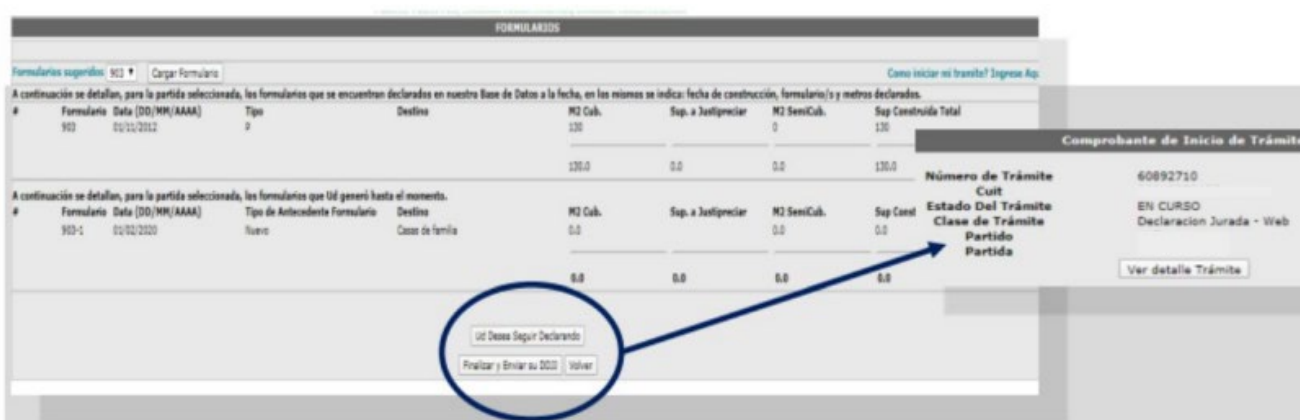 FORMULARIOS
Formularios sugeridos 903 Cargar Formulario Como iniciar mi tramite? Ingrese Aq
A continuación se detallan, para la partida seleccionada, los formularios que se encuentran declarados en nuestra Base de Datos a la fecha, en los mismos se indica: fecha de construcción, formulario/s y metros declarados.
# Formulario Data (DD/MM/AAAA) Tipo Destino M2 Cub. Sup. a Justipreciar M2 SemiCub. Sup Construída Total
903 01/11/2012 P 130 0 130
130.0 0.0 0.0 130.0
A continuación se detallan, para la partida seleccionada, los formularios que Ud generó hasta el momento.
# Formulario Data (DD/MM/AAAA) Tipo de Antecedente Formulario Destino M2 Cub. Sup. a Justipreciar M2 SemiCub. Sup Const
903-1 01/02/2020 Nuevo Casas de familia 0.0 0.0 0.0
0.0 0.0 0.0 0.0
Ud Desea Seguir Declarando
Finalizar y Enviar su DDJJ Volver
Comprobante de Inicio de Trámite
Número de Trámite 60892710
Cuit
Estado Del Trámite EN CURSO
Clase de Trámite Declaracion Jurada - Web
Partido
Partida
Ver detalle Trámite